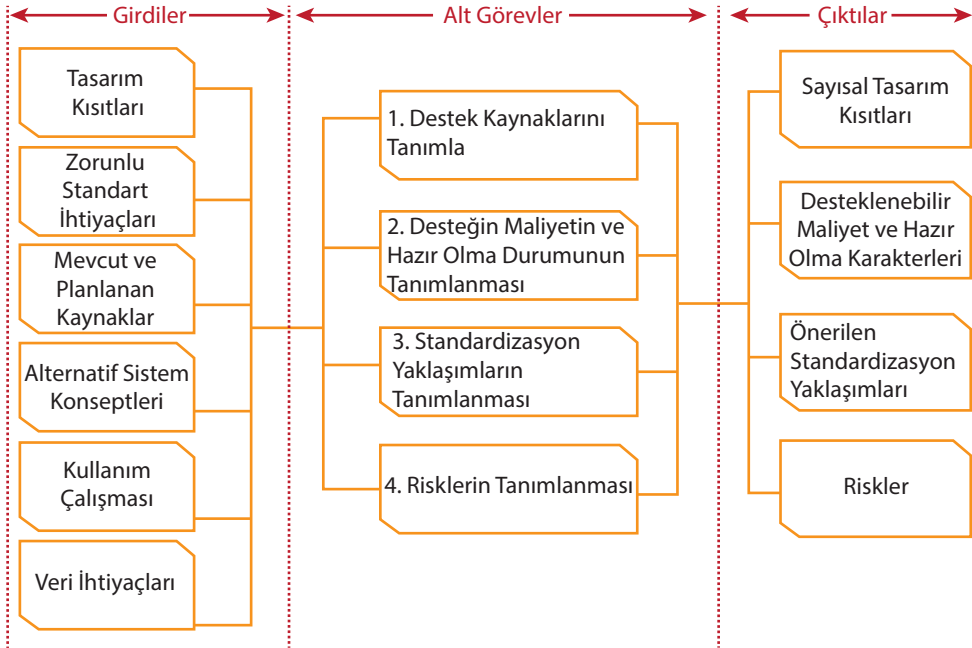 Girdiler
Alt Görevler
Çıktılar
Tasarım
Kısıtları
Zorunlu
Standart
İhtiyaçları
Mevcut ve
Planlanan
Kaynaklar
Alternatif Sistem
Konseptleri
Kullanım
Çalışması
Veri İhtiyaçları
1. Destek Kaynaklarını
Tanımla
2. Desteğin Maliyetin ve
Hazır Olma Durumunun
Tanımlanması
3. Standardizasyon
Yaklaşımların
Tanımlanması
4. Risklerin Tanımlanması
Sayısal Tasarım
Kısıtları
Desteklenebilir
Maliyet ve Hazır
Olma Karakterleri
Önerilen
Standardizasyon
Yaklaşımları
Riskler